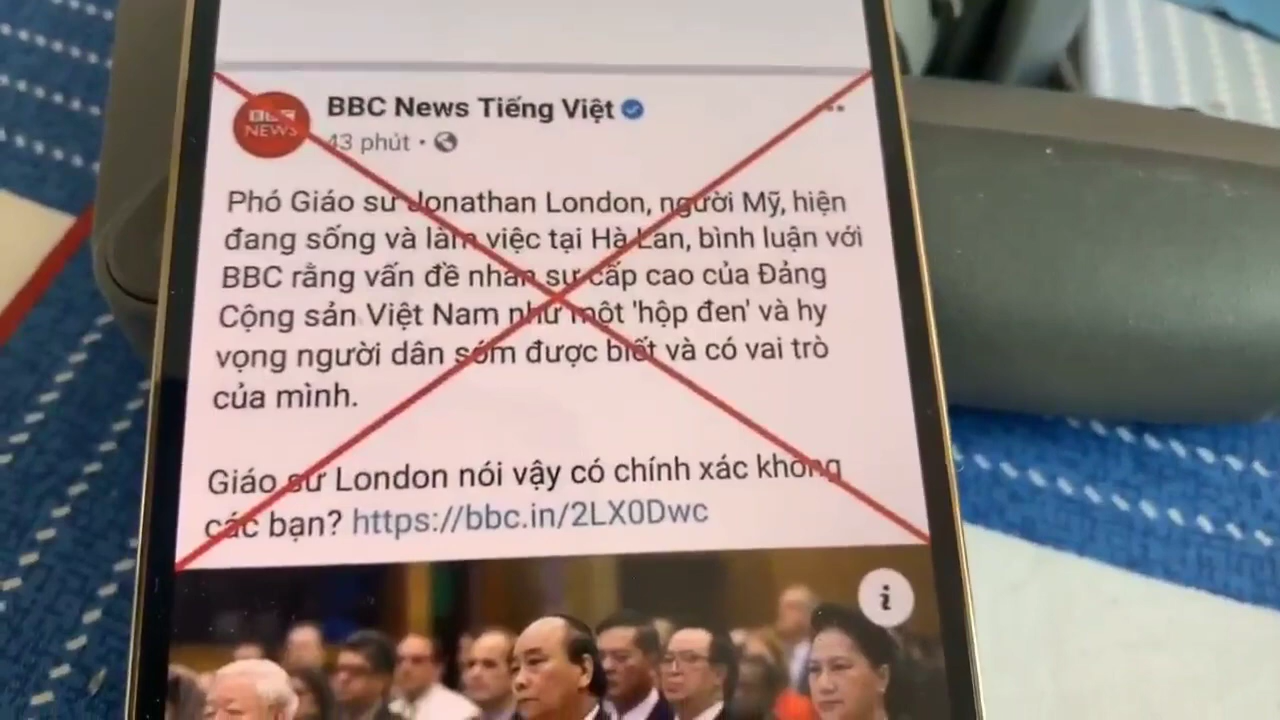 BBC NEWS
BBC News Tiếng Việt
43 phút
Phó Giáo sư Jonathan London, người Mỹ, hiện
đang sống và làm việc tại Hà Lan, bình luận với
BBC rằng vấn đề nhân sự cấp cao của Đảng
Cộng sản Việt Nam như một 'hộp đen' và hy
vọng người dân sớm được biết và có vai trò
của mình.
Giáo sư London nói vậy có chính xác không
các bạn? https://bbc.in/2LX0Dwc
i